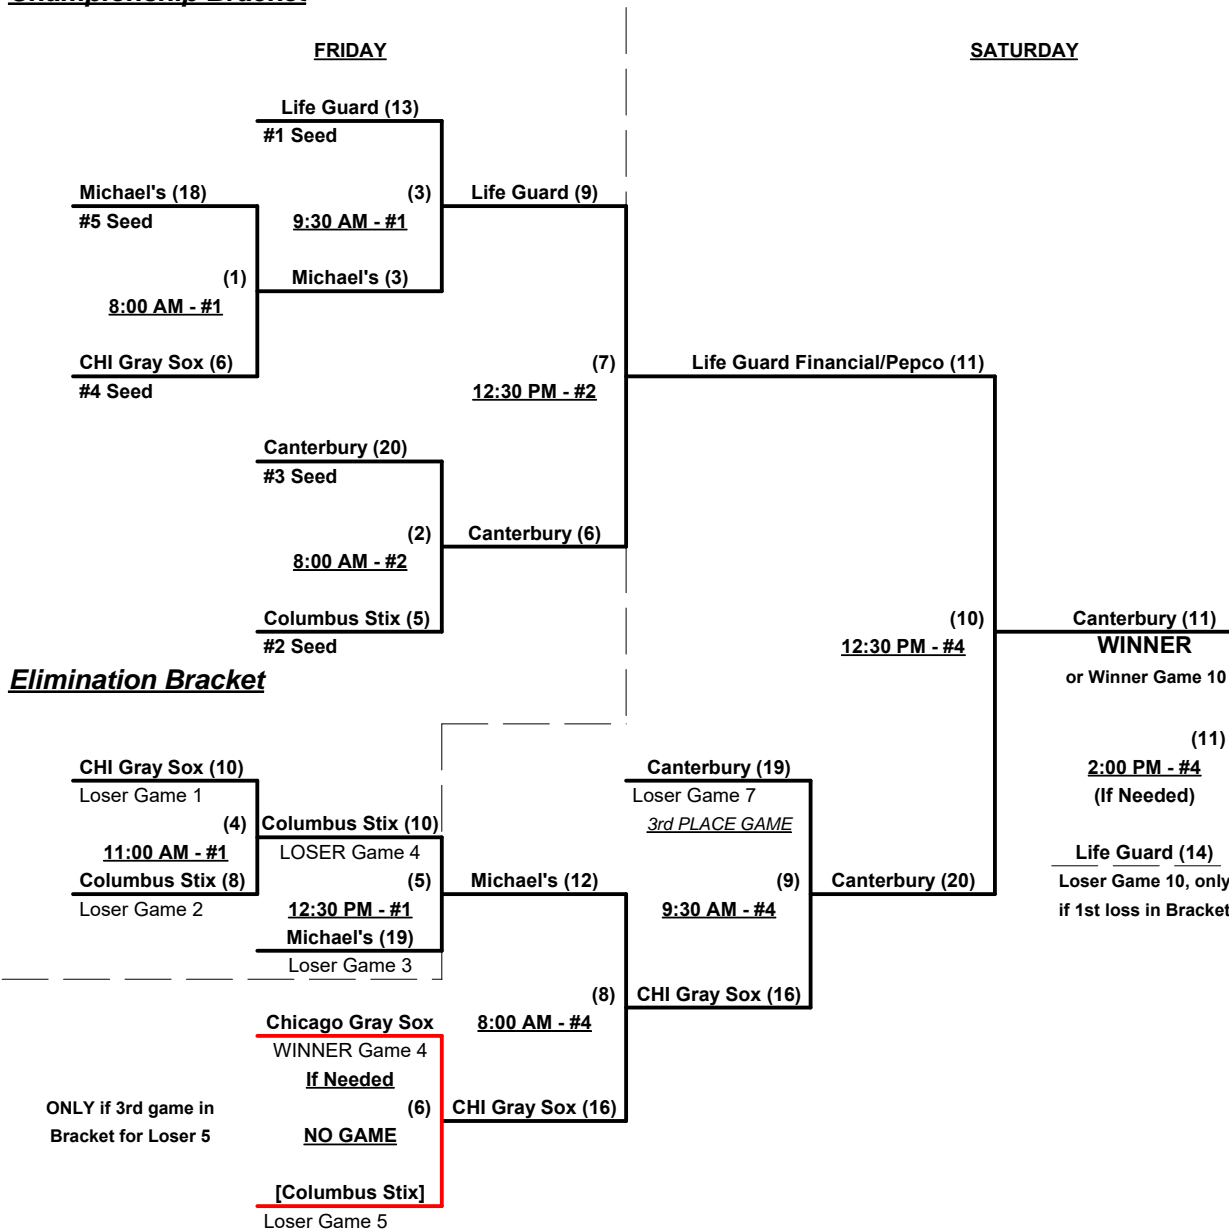 Championship Bracket
FRIDAY
SATURDAY
Life Guard (13)
#1 Seed
Michael's (18)
#5 Seed
(3)
9:30 AM - #1
Life Guard (9)
(1)
8:00 AM - #1
Michael's (3)
CHI Gray Sox (6)
#4 Seed
(7)
12:30 PM - #2
Life Guard Financial/Pepco (11)
Canterbury (20)
#3 Seed
(2)
8:00 AM - #2
Canterbury (6)
Columbus Stix (5)
#2 Seed
(10)
12:30 PM - #4
Canterbury (11)
WINNER
or Winner Game 10
Elimination Bracket
(11)
2:00 PM - #4
(If Needed)
CHI Gray Sox (10)
Loser Game 1
Canterbury (19)
Loser Game 7
3rd PLACE GAME
(4)
11:00 AM - #1
Columbus Stix (10)
LOSER Game 4
Life Guard (14)
Loser Game 10, only
if 1st loss in Bracket
Columbus Stix (8)
Loser Game 2
(5)
12:30 PM - #1
Michael's (12)
(9)
9:30 AM - #4
Canterbury (20)
Michael's (19)
Loser Game 3
(8)
8:00 AM - #4
CHI Gray Sox (16)
Chicago Gray Sox
WINNER Game 4
If Needed
ONLY if 3rd game in
Bracket for Loser 5
(6)
NO GAME
CHI Gray Sox (16)
[Columbus Stix]
Loser Game 5